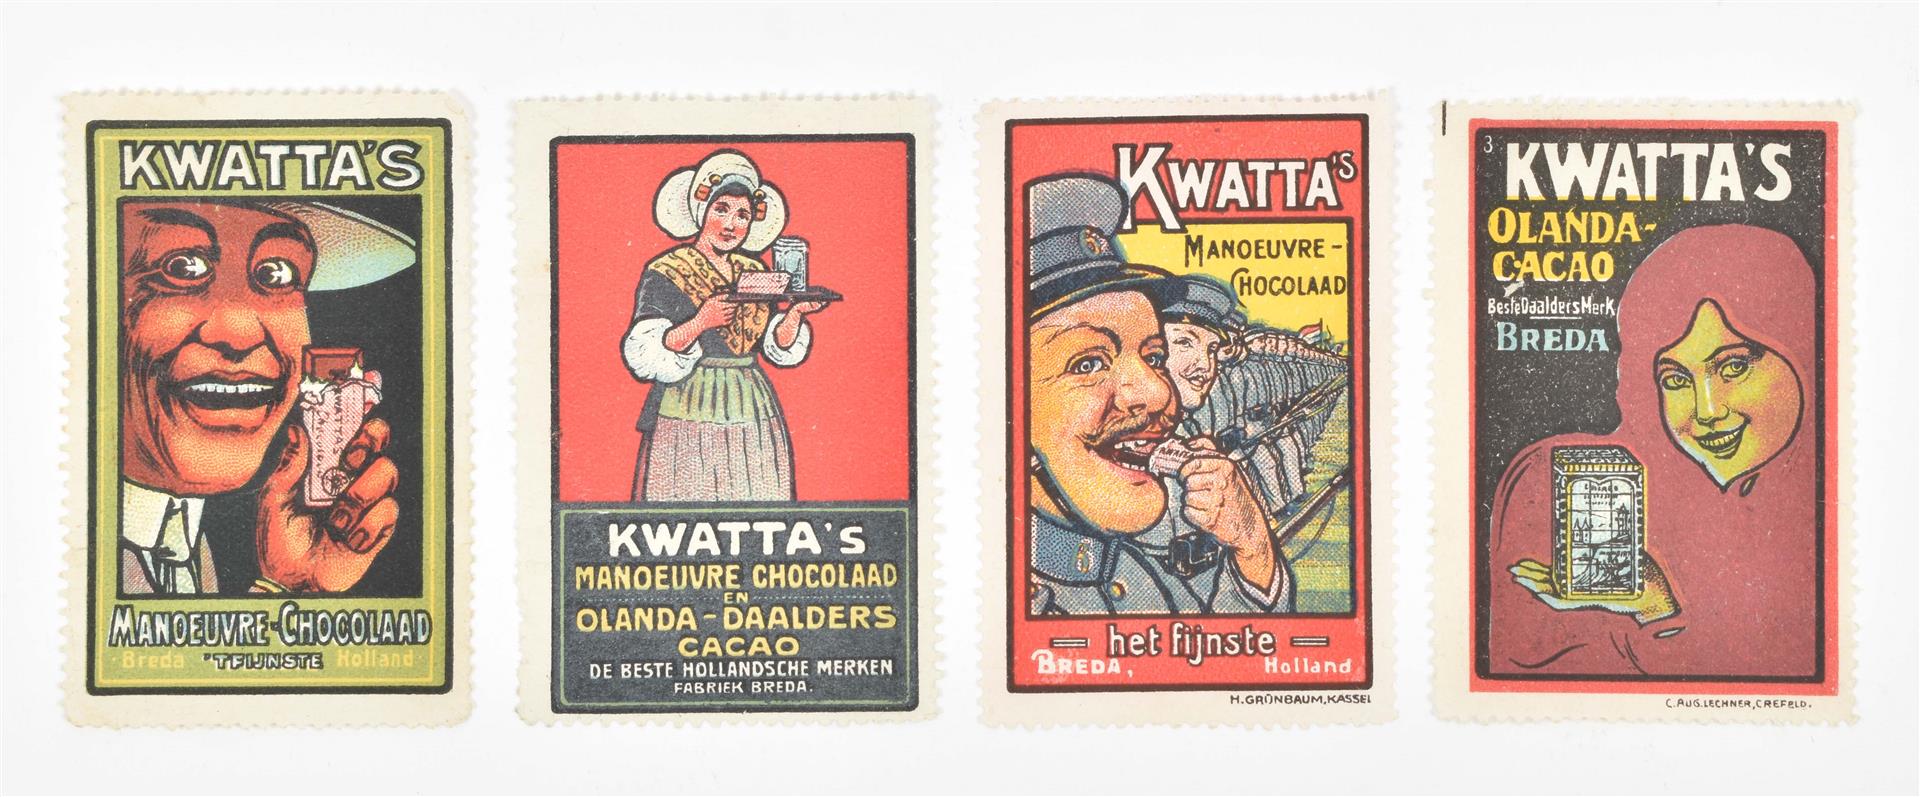 KWATTA'S
KWATTA'S
MANOEUVRE-CHOCOLAAD
Breda 'TFIJNSTE Holland
KWATTA'S
MANOEUVRE CHOCOLAAD
EN
OLANDA-DAALDERS
CACAO
DE BESTE HOLLANDSCHE MERKEN
FABRIEK BREDA.
KWATTA'S
MANOEUVRE-
CHOCOLAAD
het fijnste
BREDA, Holland
H. GRÜNBAUM, KASSEL
3
KWATTA'S
OLANDA-
CACAO
Beste Daalders Merk
BREDA
C. AUG. LECHNER, CREFELD.